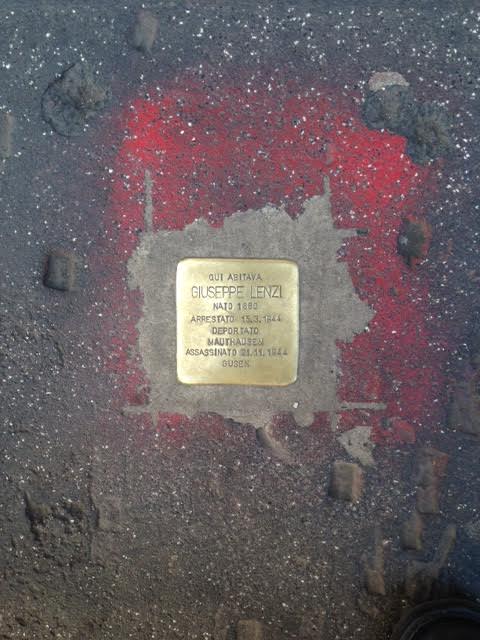 QUI ABITAVA
GIUSEPPE LENZI
NATO 1880
ARRESTATO 15.3.1944
DEPORTATO
MAUTHAUSEN
ASSASSINATO 21.11.1944
GUSEN